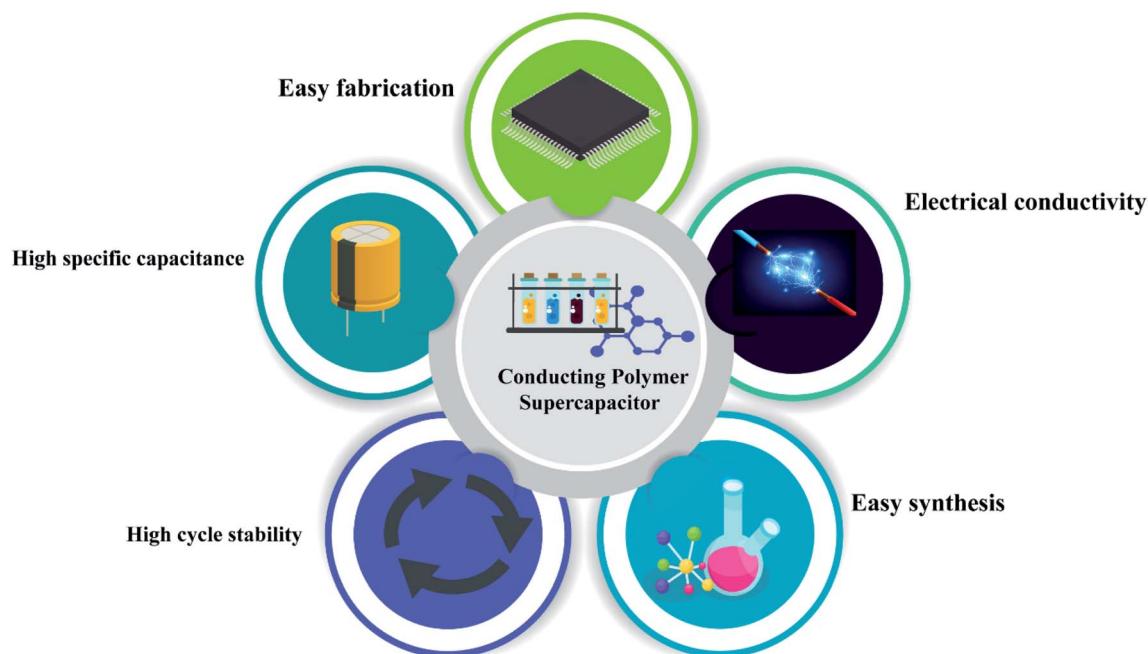 Easy fabrication
Electrical conductivity
High specific capacitance
Conducting Polymer
Supercapacitor
Easy synthesis
High cycle stability